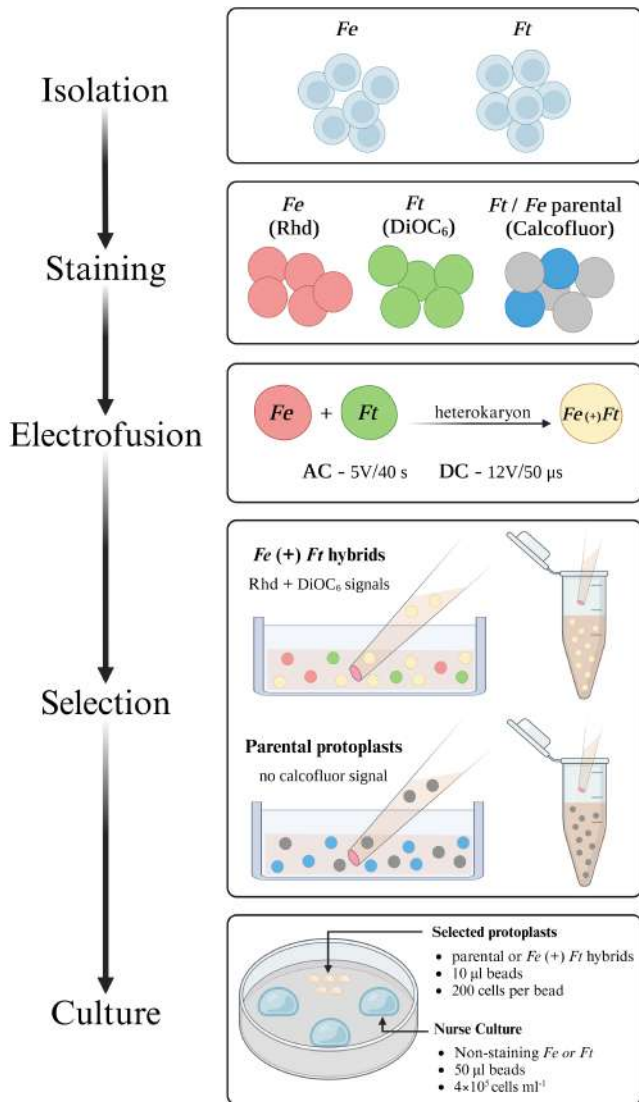 Isolation
Fe
Ft
Staining
Fe
(Rhd)
Ft
(DiOC₆)
Ft / Fe parental
(Calcofluor)
Electrofusion
Fe
+
Ft
heterokaryon
Fe(+)Ft
AC - 5V/40 s
DC - 12V/50 μs
Selection
Fe (+) Ft hybrids
Rhd + DiOC₆ signals
Parental protoplasts
no calcofluor signal
Culture
Selected protoplasts
• parental or Fe (+) Ft hybrids
• 10 μl beads
• 200 cells per bead
Nurse Culture
• Non-staining Fe or Ft
• 50 μl beads
• 4×10⁵ cells ml⁻¹